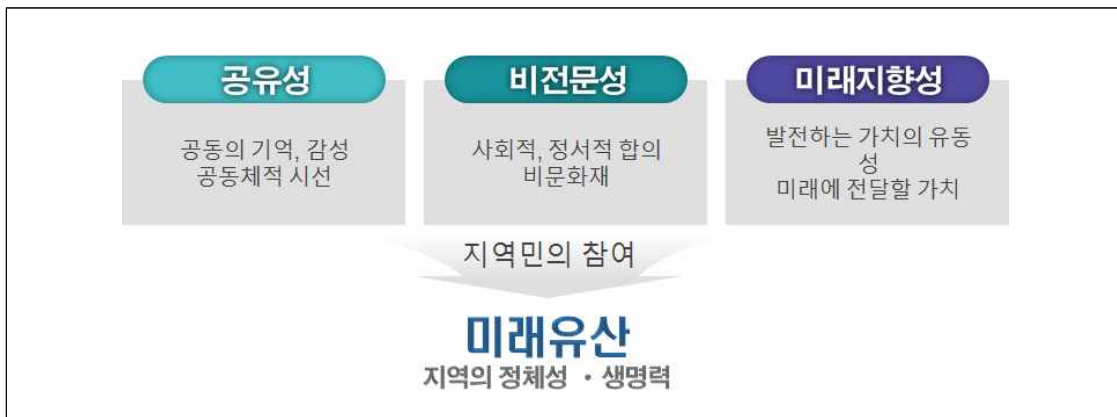 공유성
공동의 기억, 감성
공동체적 시선
비전문성
사회적, 정서적 합의
비문화재
미래지향성
발전하는 가치의 유동
성
미래에 전달할 가치
지역민의 참여
미래유산
지역의 정체성 · 생명력